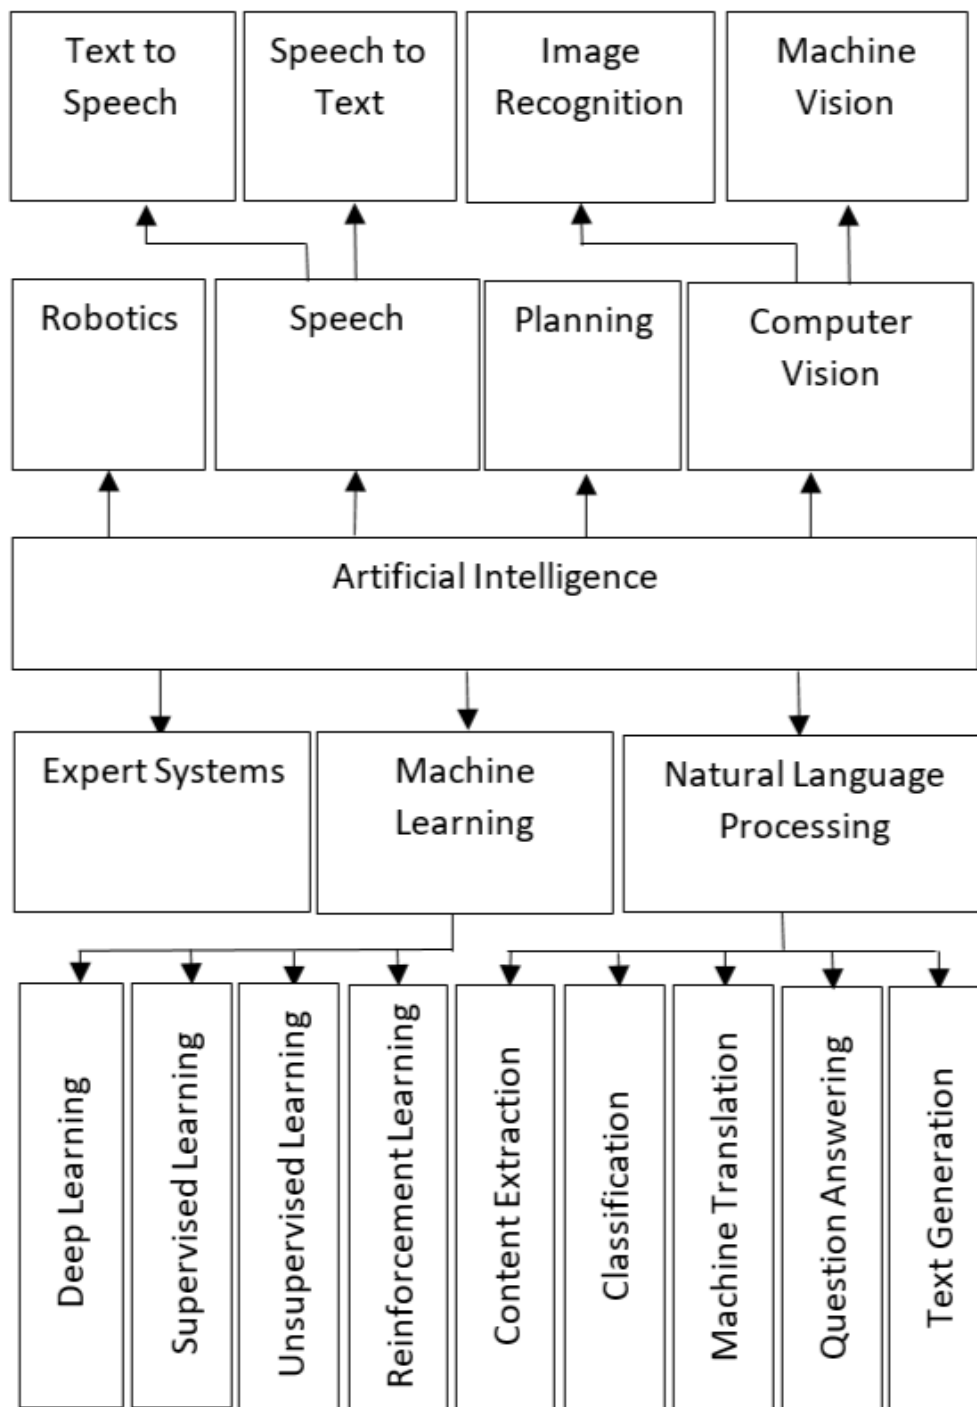 Text to
Speech
Speech to
Text
Image
Recognition
Machine
Vision
Robotics
Speech
Planning
Computer
Vision
Artificial Intelligence
Expert Systems
Machine
Learning
Natural Language
Processing
Deep Learning
Supervised Learning
Unsupervised Learning
Reinforcement Learning
Content Extraction
Classification
Machine Translation
Question Answering
Text Generation